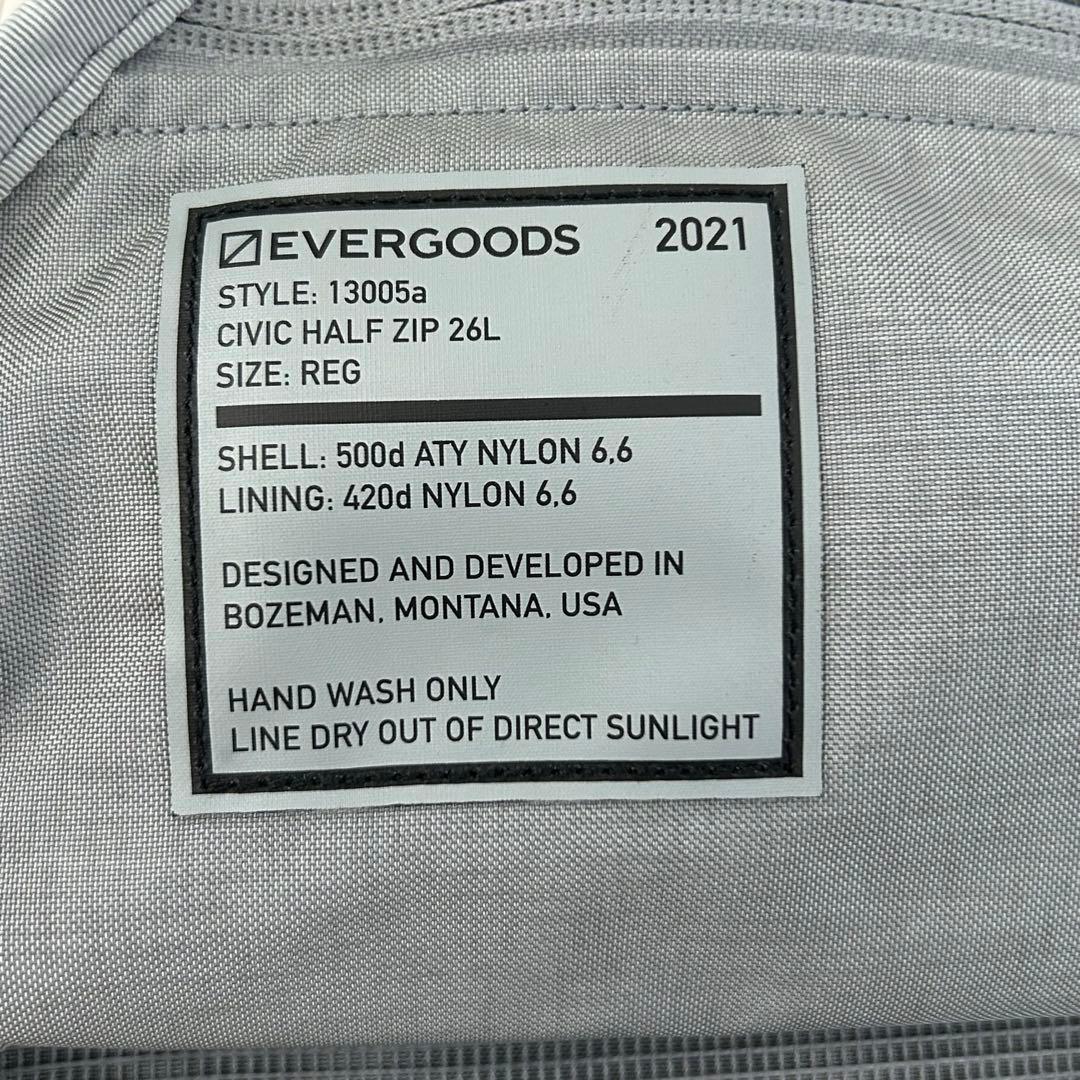 EVERGOODS 2021
STYLE: 13005a
CIVIC HALF ZIP 26L
SIZE: REG
SHELL: 500d ATY NYLON 6,6
LINING: 420d NYLON 6,6
DESIGNED AND DEVELOPED IN
BOZEMAN, MONTANA, USA
HAND WASH ONLY
LINE DRY OUT OF DIRECT SUNLIGHT